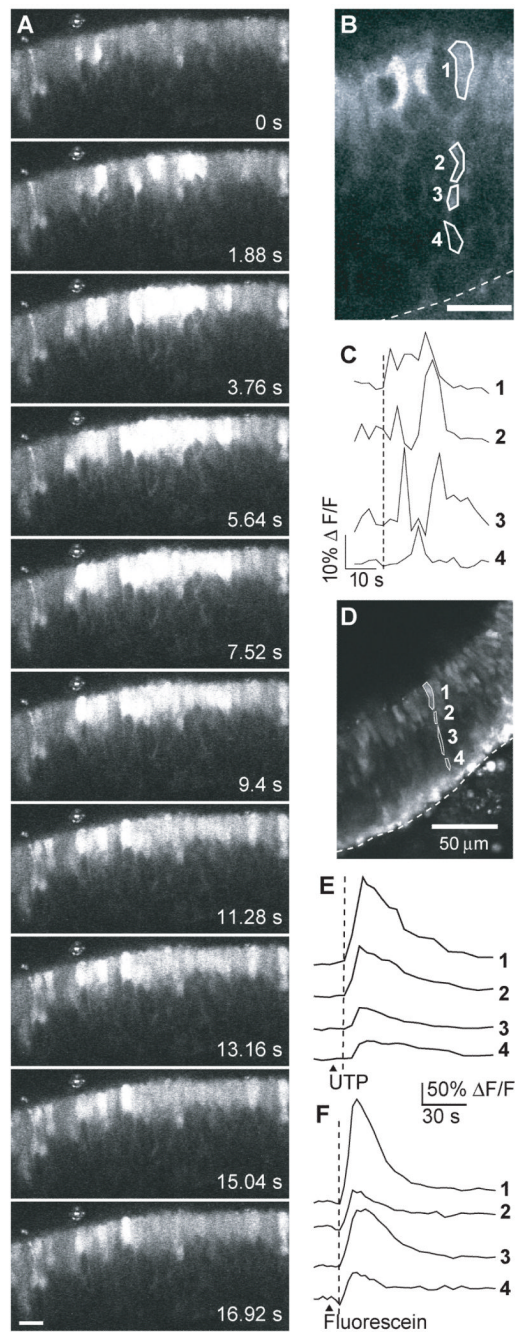 A
0 s
1.88 s
3.76 s
5.64 s
7.52 s
9.4 s
11.28 s
13.16 s
15.04 s
16.92 s
B
1
2
3
4
C
1
2
3
4
10% Δ F/F
10 s
D
1
2
3
4
50 μm
E
1
2
3
4
UTP
50% ΔF/F
30 s
F
1
2
3
4
Fluorescein